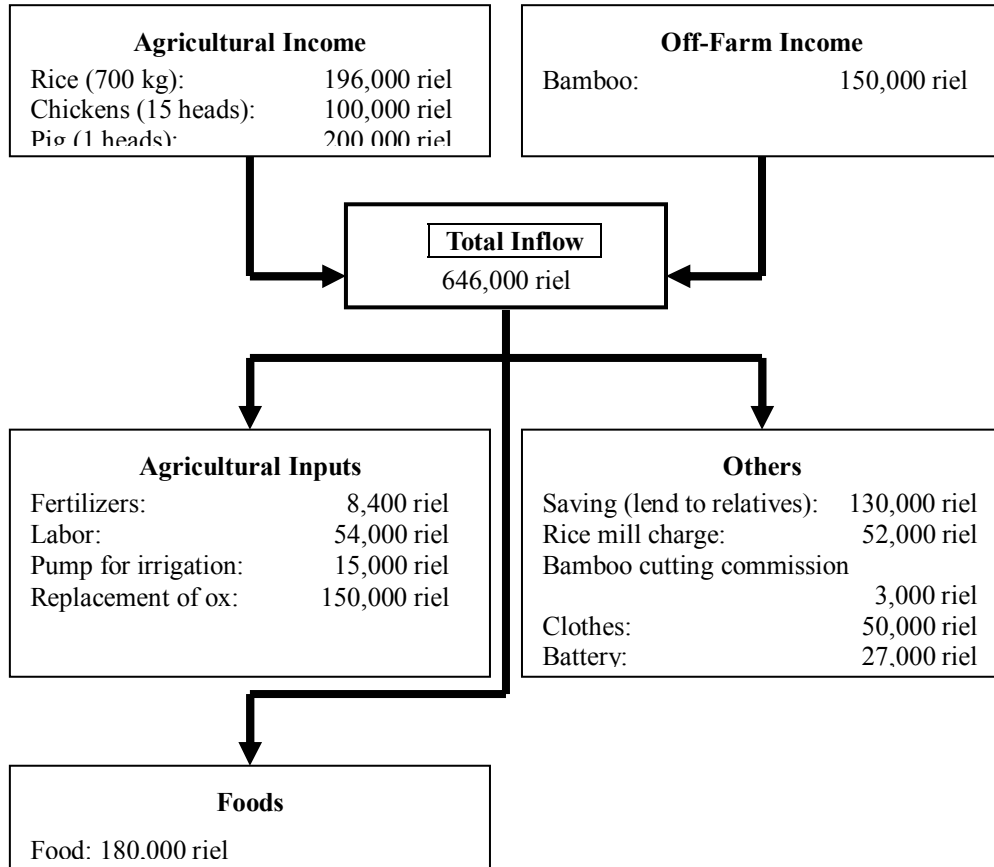 Agricultural Income
Rice (700 kg): 196,000 riel
Chickens (15 heads): 100,000 riel
Pig (1 heads): 200,000 riel
Off-Farm Income
Bamboo: 150,000 riel
Total Inflow
646,000 riel
Agricultural Inputs
Fertilizers: 8,400 riel
Labor: 54,000 riel
Pump for irrigation: 15,000 riel
Replacement of ox: 150,000 riel
Others
Saving (lend to relatives): 130,000 riel
Rice mill charge: 52,000 riel
Bamboo cutting commission
3,000 riel
Clothes: 50,000 riel
Battery: 27,000 riel
Foods
Food: 180,000 riel